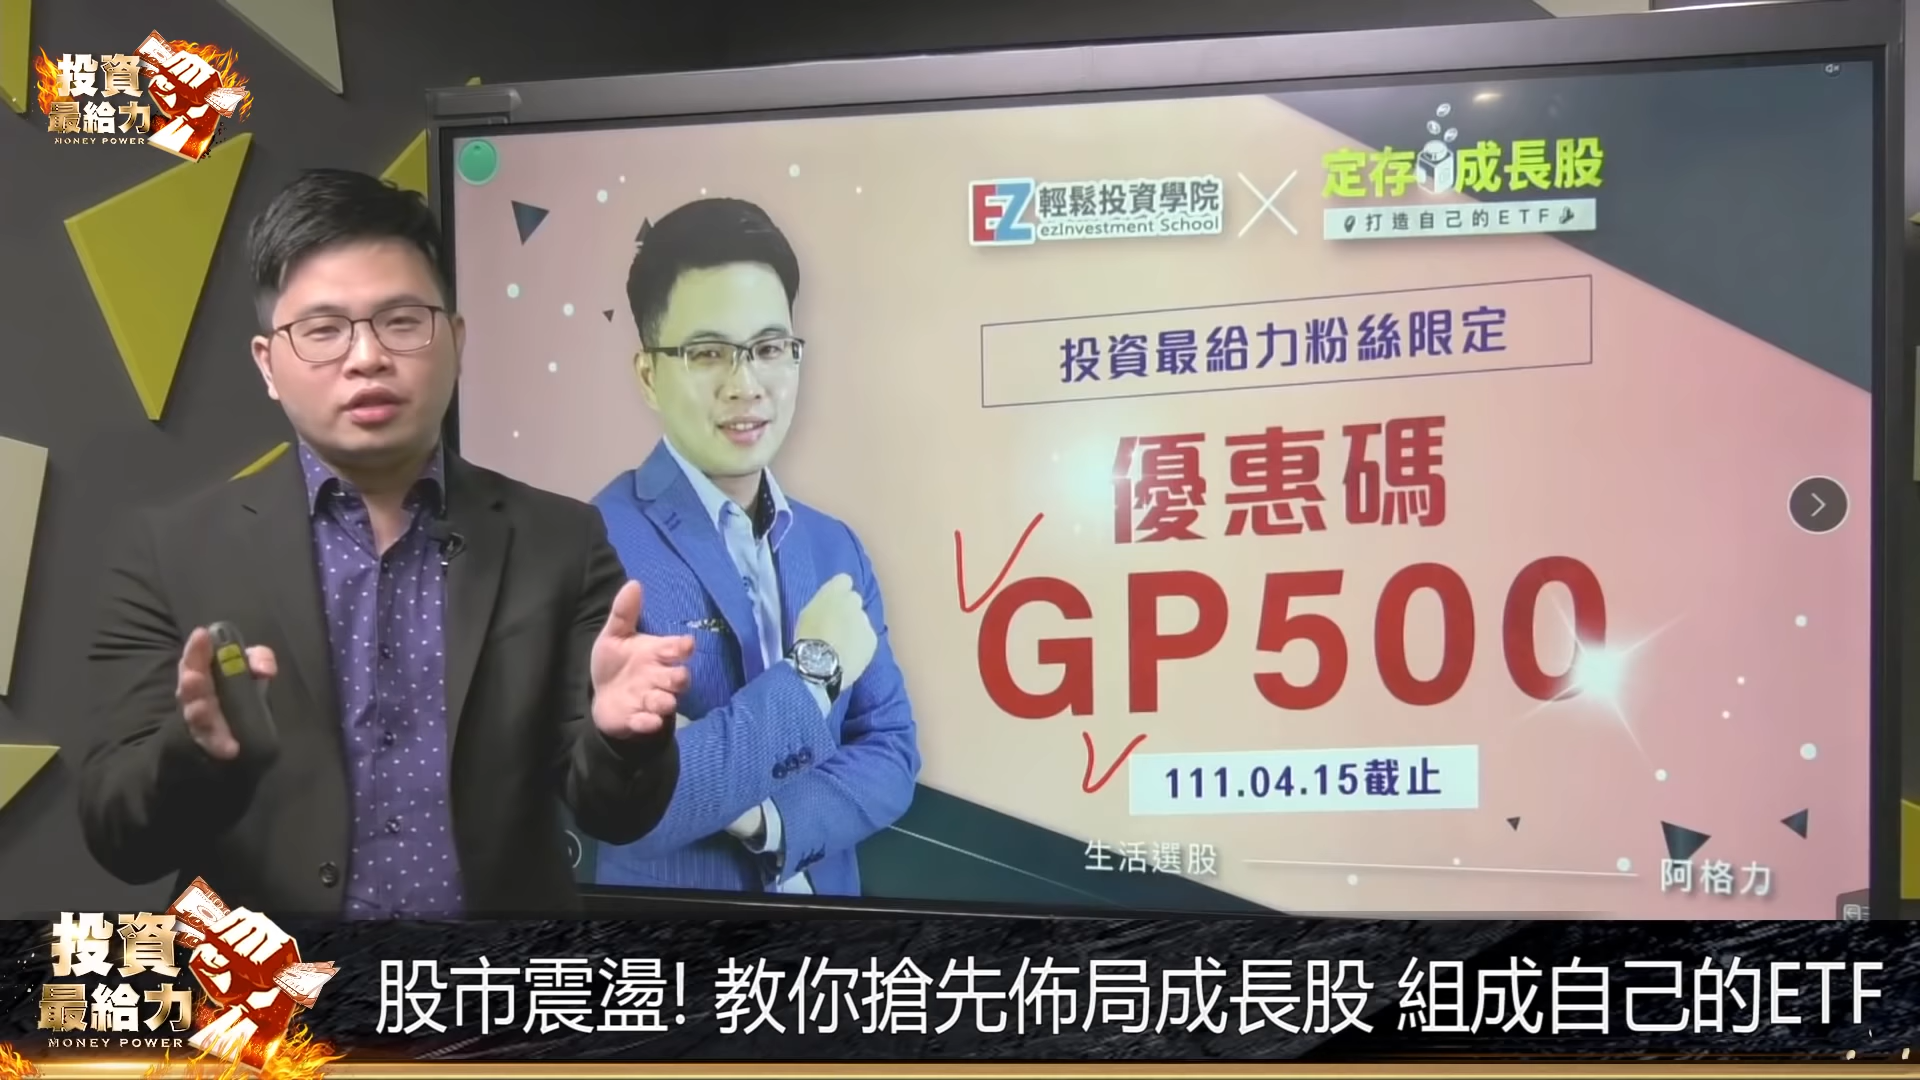 投資
最給力
MONEY POWER
EZ 輕鬆投資學院
ezInvestment School
定存 成長股
打造自己的ETF
投資最給力粉絲限定
優惠碼
GP500
111.04.15截止
生活選股
阿格力
投資
最給力
MONEY POWER
股市震盪! 教你搶先佈局成長股 組成自己的ETF